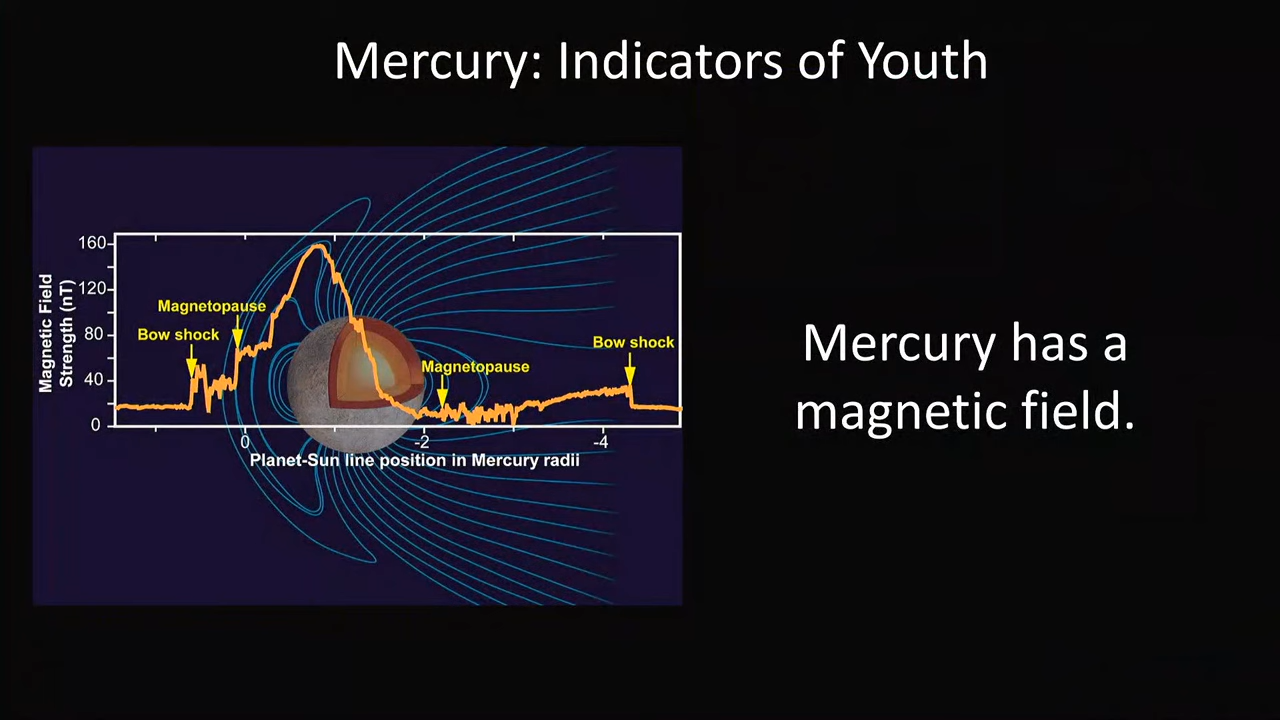 Mercury: Indicators of Youth
160
120
80
40
0
Magnetic Field
Strength (nT)
Magnetopause
Bow shock
Magnetopause
Bow shock
0
-2
-4
Planet-Sun line position in Mercury radii
Mercury has a
magnetic field.